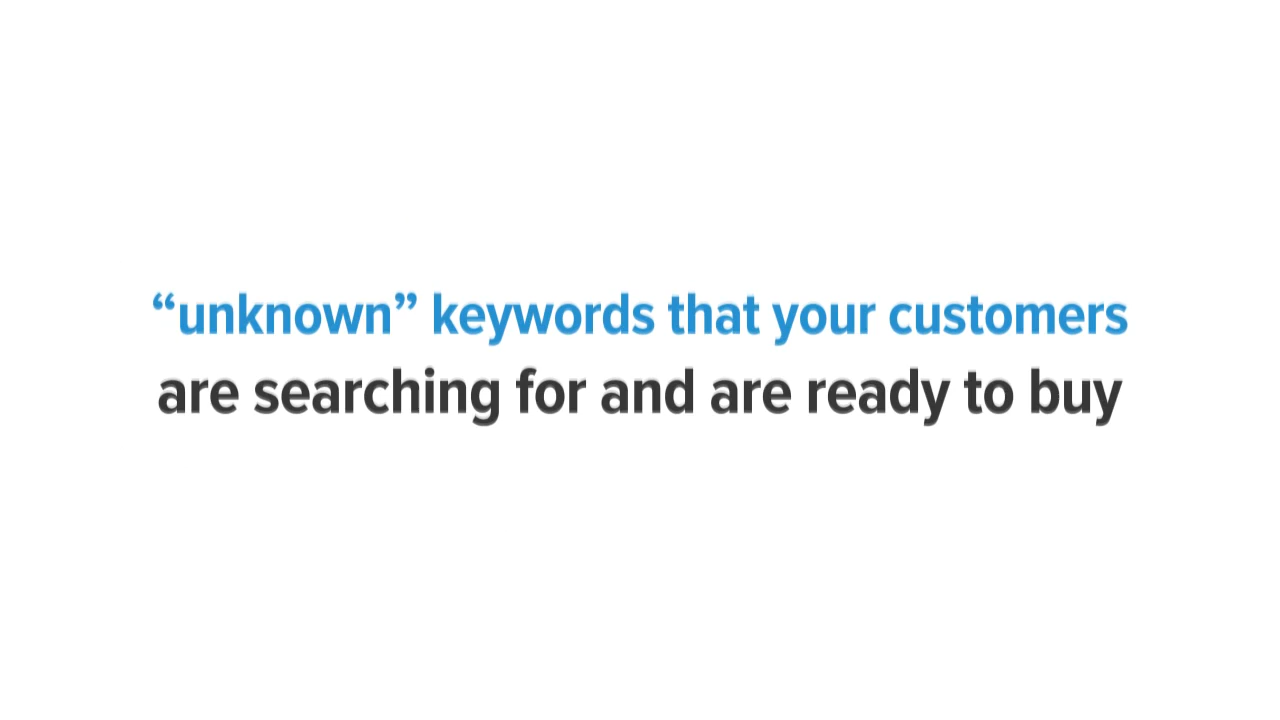 “unknown” keywords that your customers
are searching for and are ready to buy